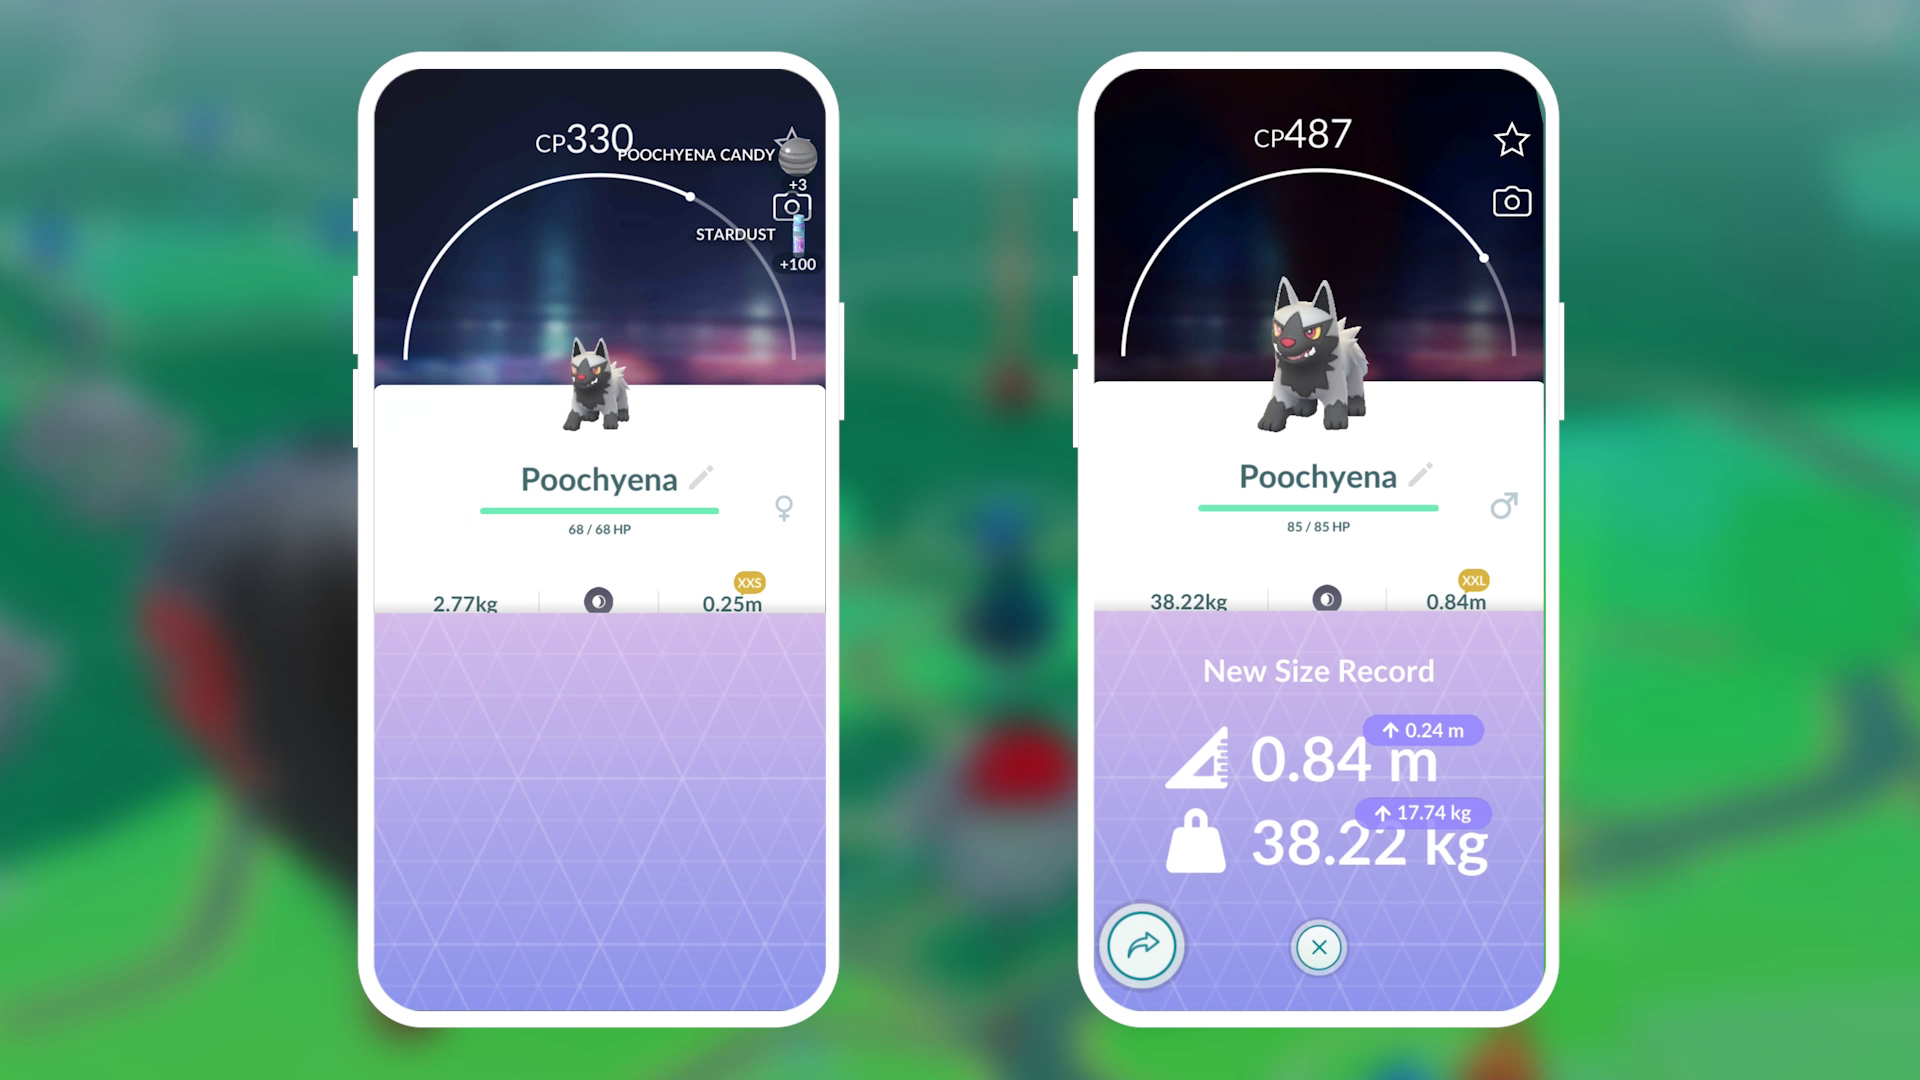 CP330
POOCHYENA CANDY
+3
STARDUST
+100
Poochyena
68 / 68 HP
XXS
2.77kg
0.25m
CP487
Poochyena
85 / 85 HP
XXL
38.22kg
0.84m
New Size Record
0.24 m
0.84 m
17.74 kg
38.22 kg